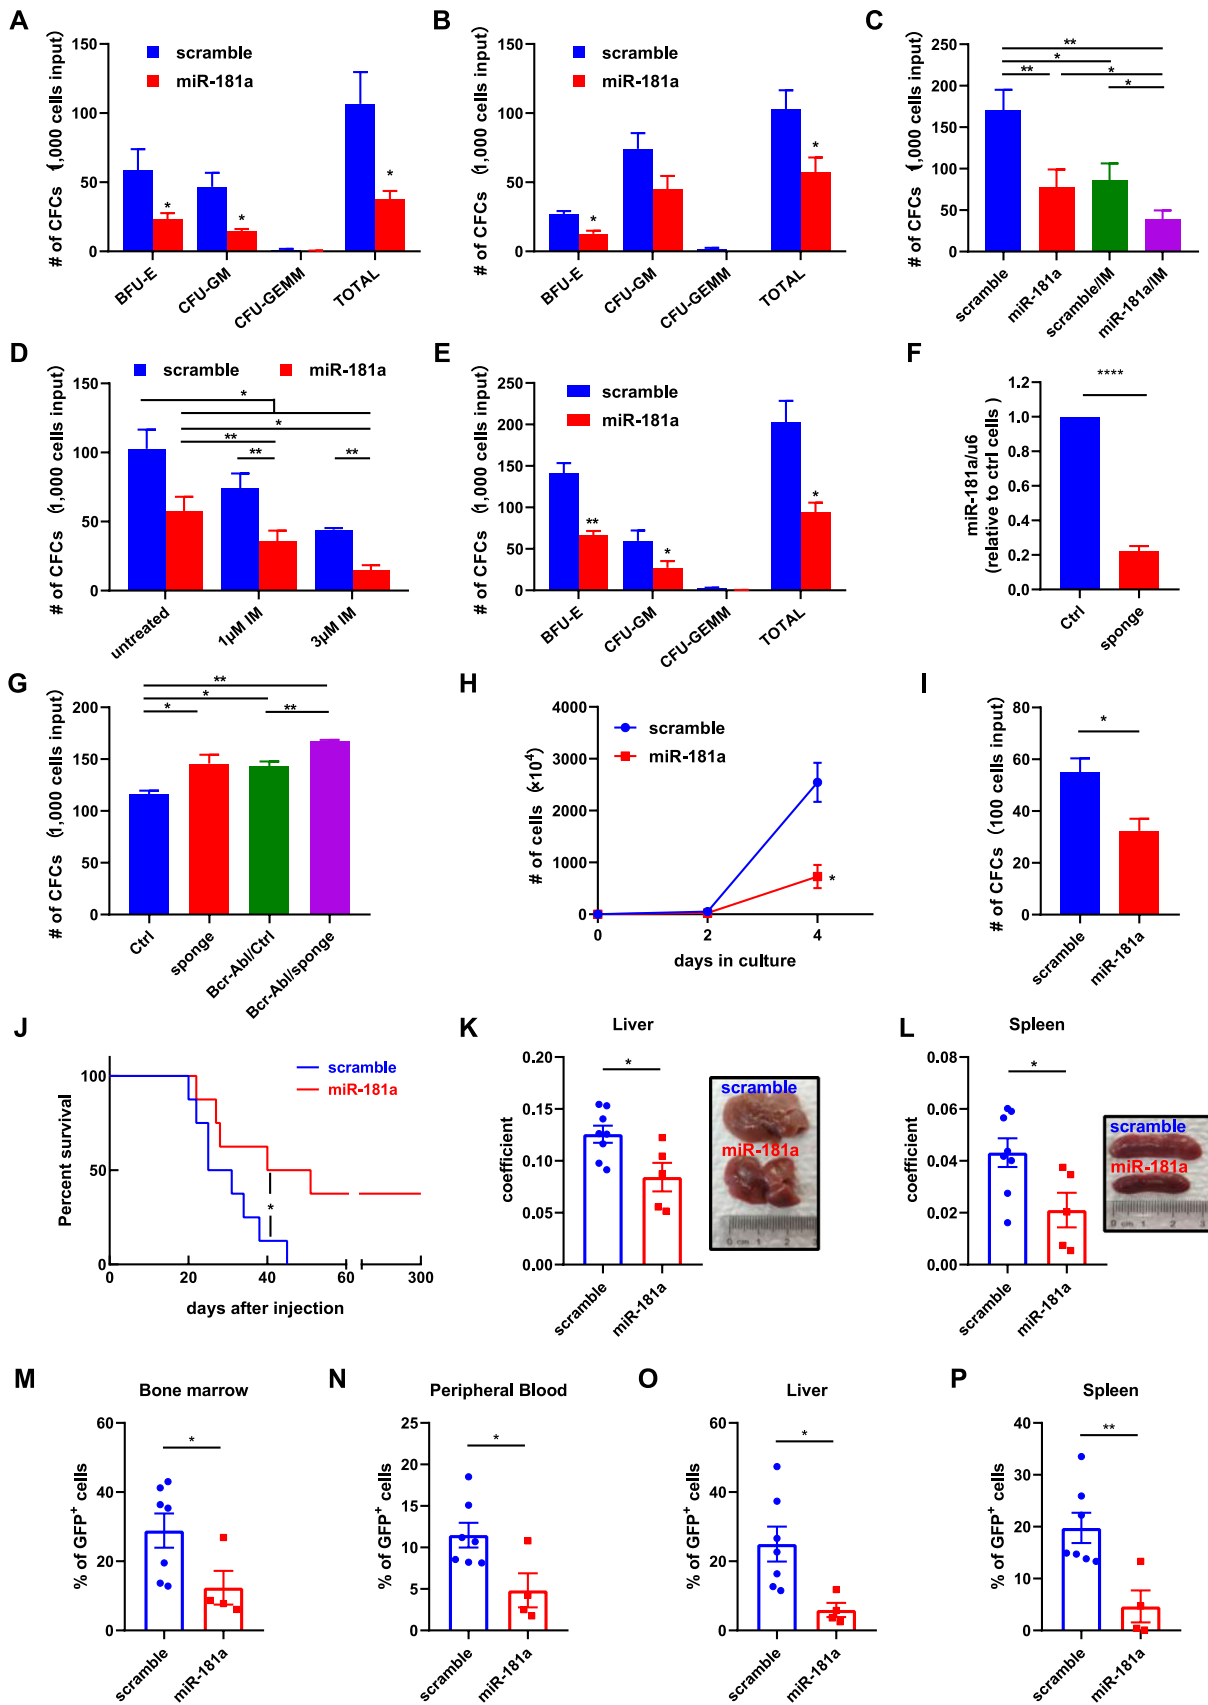 A
# of CFCs (1,000 cells input)
150
100
50
0
scramble
miR-181a
*
*
*
BFU-E
CFU-GM
CFU-GEMM
TOTAL
B
# of CFCs (1,000 cells input)
150
100
50
0
scramble
miR-181a
*
*
BFU-E
CFU-GM
CFU-GEMM
TOTAL
C
# of CFCs (1,000 cells input)
250
200
150
100
50
0
**
*
**
*
*
scramble
miR-181a
scramble/IM
miR-181a/IM
D
# of CFCs (1,000 cells input)
150
100
50
0
scramble
miR-181a
*
*
**
**
**
untreated
1μM IM
3μM IM
E
# of CFCs (1,000 cells input)
250
200
150
100
50
0
scramble
miR-181a
**
*
*
BFU-E
CFU-GM
CFU-GEMM
TOTAL
F
miR-181a/u6
(relative to ctrl cells)
1.2
1.0
0.8
0.6
0.4
0.2
0.0
****
Ctrl
sponge
G
# of CFCs (1,000 cells input)
200
150
100
50
0
**
*
*
**
Ctrl
sponge
Bcr-Abl/Ctrl
Bcr-Abl/sponge
H
# of cells (×10⁴)
4000
3000
2000
1000
0
scramble
miR-181a
*
0
2
4
days in culture
I
# of CFCs (100 cells input)
80
60
40
20
0
*
scramble
miR-181a
J
Percent survival
100
50
0
scramble
miR-181a
*
0
20
40
60
300
days after injection
K
Liver
coefficient
0.20
0.15
0.10
0.05
0.00
*
scramble
miR-181a
scramble
miR-181a
0 cm 1 2 3
L
Spleen
coefficient
0.08
0.06
0.04
0.02
0.00
*
scramble
miR-181a
scramble
miR-181a
0 cm 1 2 3
M
Bone marrow
% of GFP⁺ cells
60
40
20
0
*
scramble
miR-181a
N
Peripheral Blood
% of GFP⁺ cells
25
20
15
10
5
0
*
scramble
miR-181a
O
Liver
% of GFP⁺ cells
60
40
20
0
*
scramble
miR-181a
P
Spleen
% of GFP⁺ cells
40
30
20
10
0
**
scramble
miR-181a